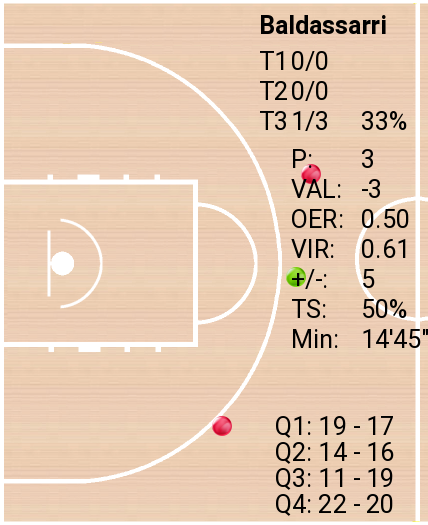 Baldassarri
T1 0/0
T2 0/0
T3 1/3 33%
P: 3
VAL: -3
OER: 0.50
VIR: 0.61
+/-: 5
TS: 50%
Min: 14'45"
Q1: 19 - 17
Q2: 14 - 16
Q3: 11 - 19
Q4: 22 - 20